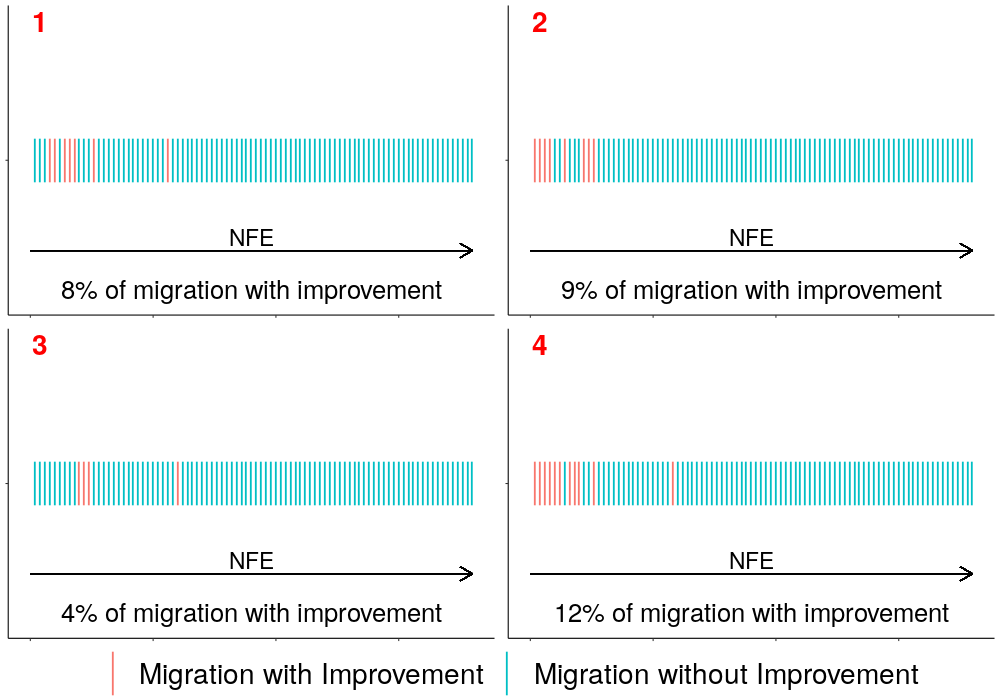 1
NFE
8% of migration with improvement
2
NFE
9% of migration with improvement
3
NFE
4% of migration with improvement
4
NFE
12% of migration with improvement
Migration with Improvement
Migration without Improvement